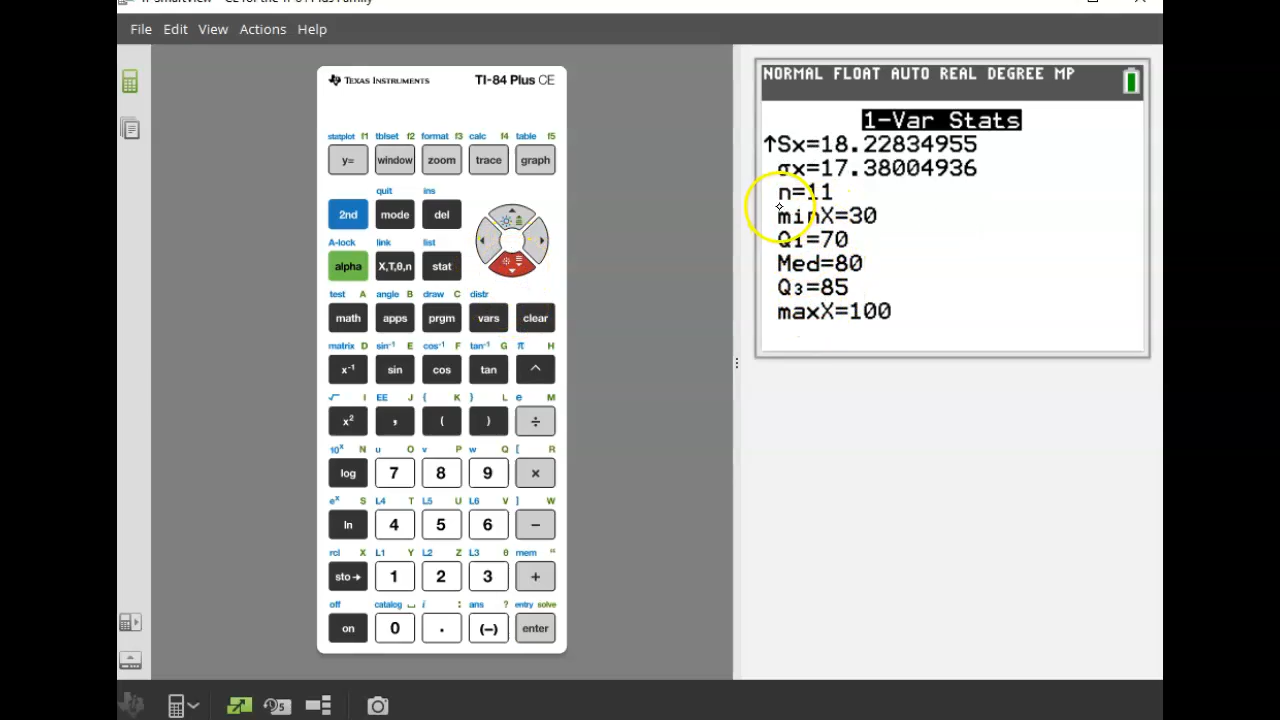 File Edit View Actions Help
TEXAS INSTRUMENTS TI-84 Plus CE
statplot f1 tblset f2 format f3 calc f4 table f5
y= window zoom trace graph
quit ins
2nd mode del
A-lock link list
alpha X,T,θ,n stat
test A angle B draw C distr
math apps prgm vars clear
matrix D sin⁻¹ E cos⁻¹ F tan⁻¹ G π H
x⁻¹ sin cos tan ^
√ I EE J { K } L e M
x² , ( ) ÷
10ˣ N u O v P w Q [ R
log 7 8 9 ×
eˣ S L4 T L5 U L6 V ] W
ln 4 5 6 −
rcl X L1 Y L2 Z L3 θ mem "
sto→ 1 2 3 +
off catalog i : ans ? entry solve
on 0 . (−) enter
NORMAL FLOAT AUTO REAL DEGREE MP
1-Var Stats
↑Sx=18.22834955
σx=17.38004936
n=11
minX=30
Q₁=70
Med=80
Q₃=85
maxX=100